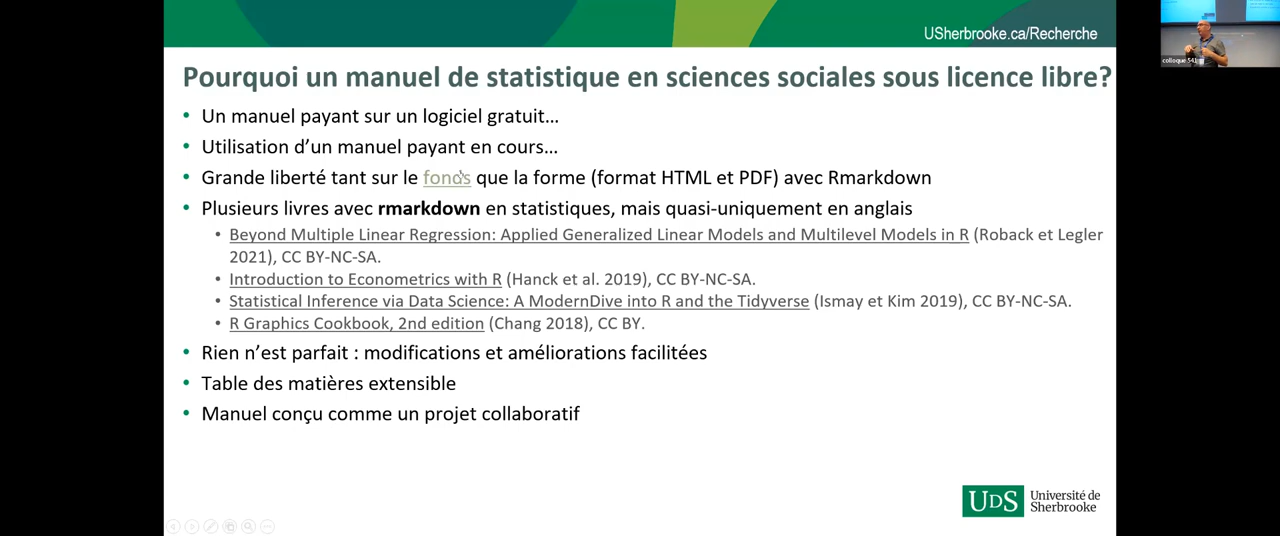 USherbrooke.ca/Recherche
colloque 541
Pourquoi un manuel de statistique en sciences sociales sous licence libre?
• Un manuel payant sur un logiciel gratuit…
• Utilisation d’un manuel payant en cours…
• Grande liberté tant sur le fonds que la forme (format HTML et PDF) avec Rmarkdown
• Plusieurs livres avec rmarkdown en statistiques, mais quasi-uniquement en anglais
• Beyond Multiple Linear Regression: Applied Generalized Linear Models and Multilevel Models in R (Roback et Legler
2021), CC BY-NC-SA.
• Introduction to Econometrics with R (Hanck et al. 2019), CC BY-NC-SA.
• Statistical Inference via Data Science: A ModernDive into R and the Tidyverse (Ismay et Kim 2019), CC BY-NC-SA.
• R Graphics Cookbook, 2nd edition (Chang 2018), CC BY.
• Rien n’est parfait : modifications et améliorations facilitées
• Table des matières extensible
• Manuel conçu comme un projet collaboratif
UDS Université de
Sherbrooke